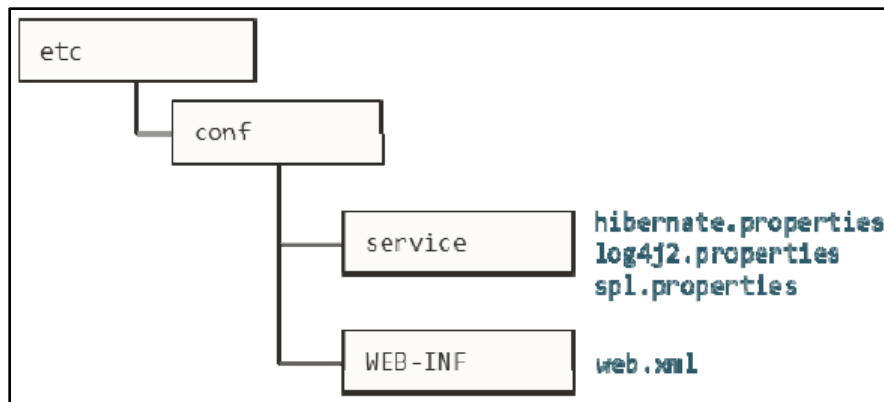 etc
conf
service
hibernate.properties
log4j2.properties
spl.properties
WEB-INF
web.xml